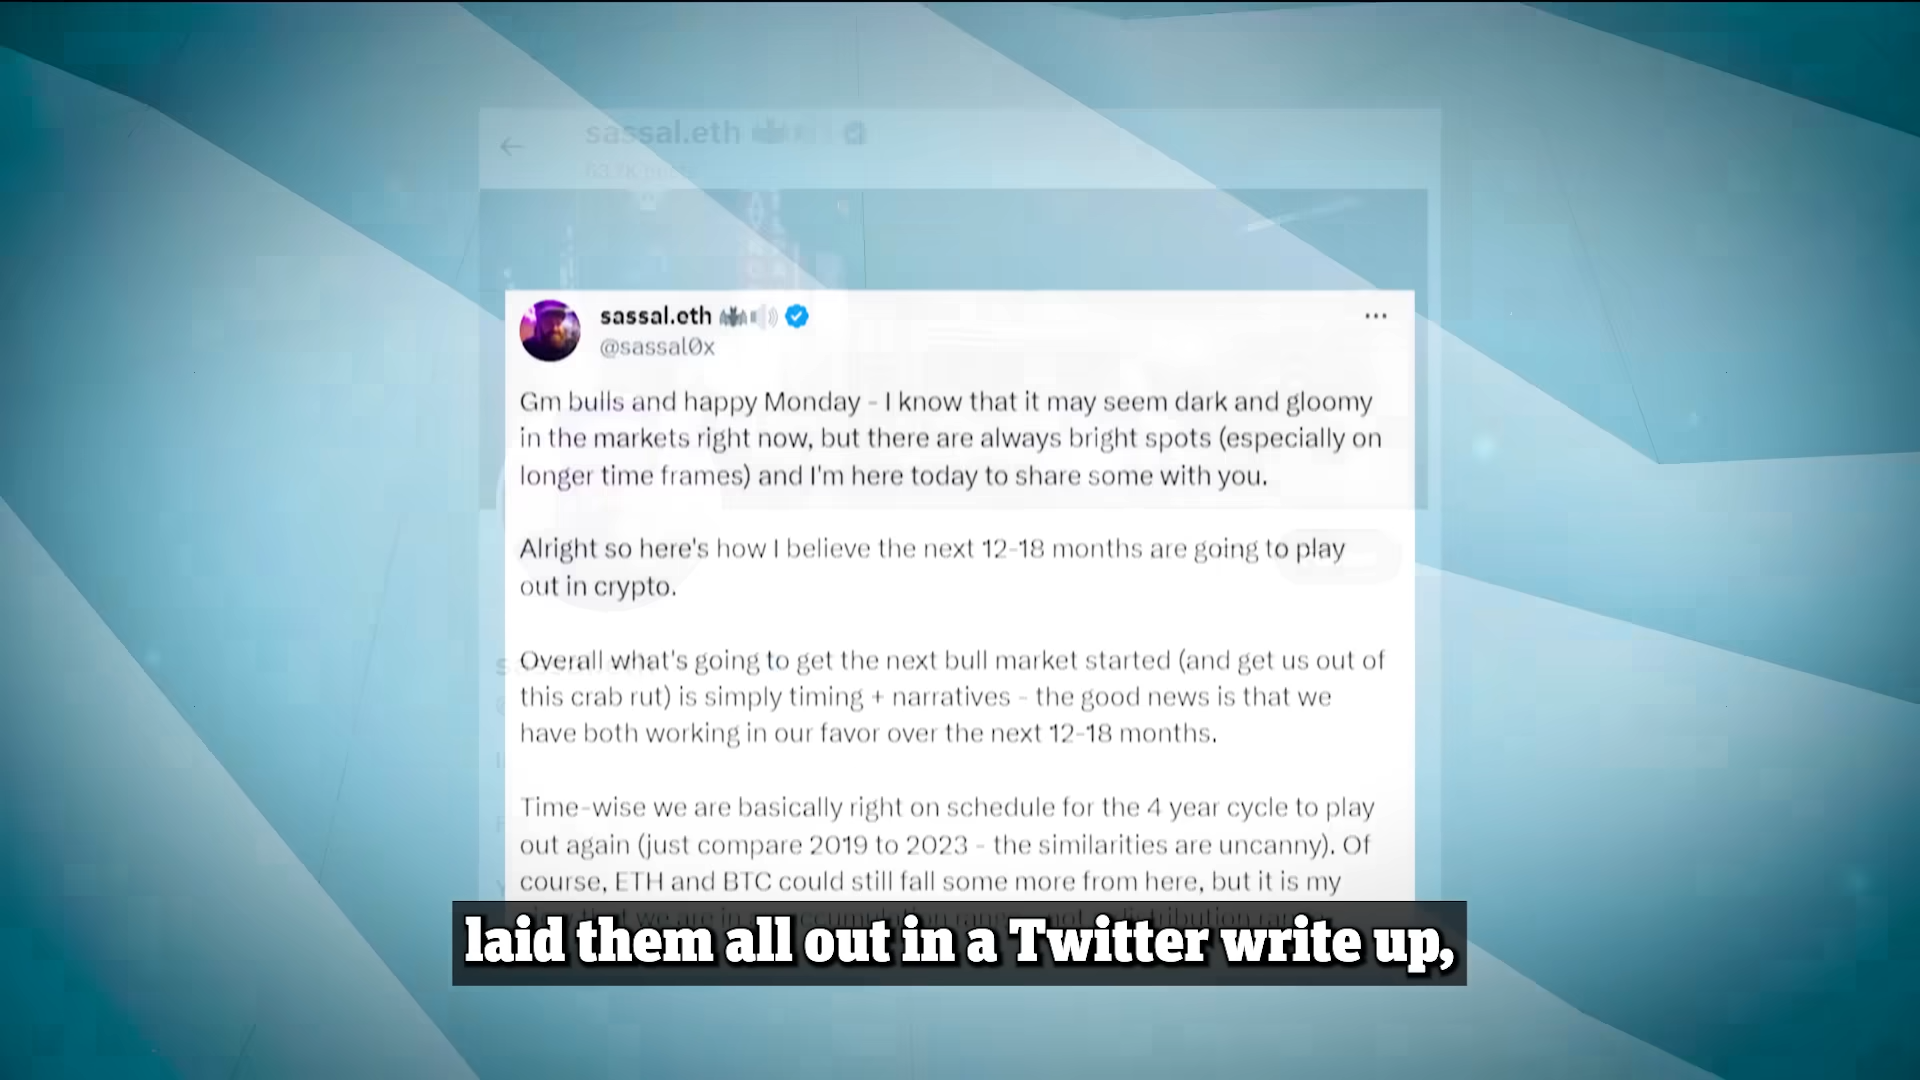 sassal.eth
sassal.eth
@sassal0x
Gm bulls and happy Monday - I know that it may seem dark and gloomy
in the markets right now, but there are always bright spots (especially on
longer time frames) and I'm here today to share some with you.
Alright so here's how I believe the next 12-18 months are going to play
out in crypto.
Overall what's going to get the next bull market started (and get us out of
this crab rut) is simply timing + narratives - the good news is that we
have both working in our favor over the next 12-18 months.
Time-wise we are basically right on schedule for the 4 year cycle to play
out again (just compare 2019 to 2023 - the similarities are uncanny). Of
course, ETH and BTC could still fall some more from here, but it is my
laid them all out in a Twitter write up,